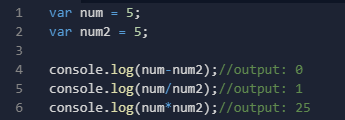 1 var num = 5;
2 var num2 = 5;
3
4 console.log(num-num2);//output: 0
5 console.log(num/num2);//output: 1
6 console.log(num*num2);//output: 25